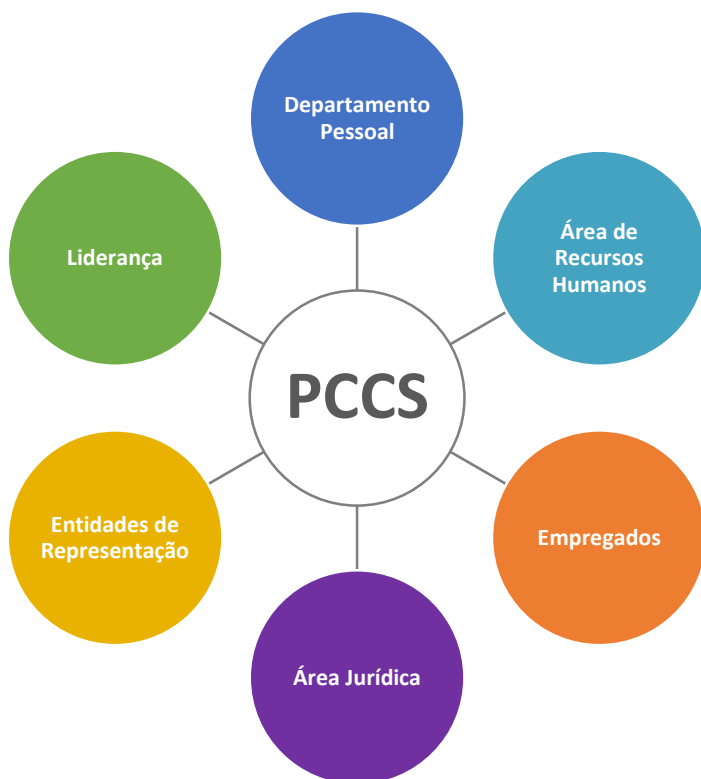 Departamento
Pessoal
Liderança
Área de
Recursos
Humanos
PCCS
Entidades de
Representação
Empregados
Área Jurídica